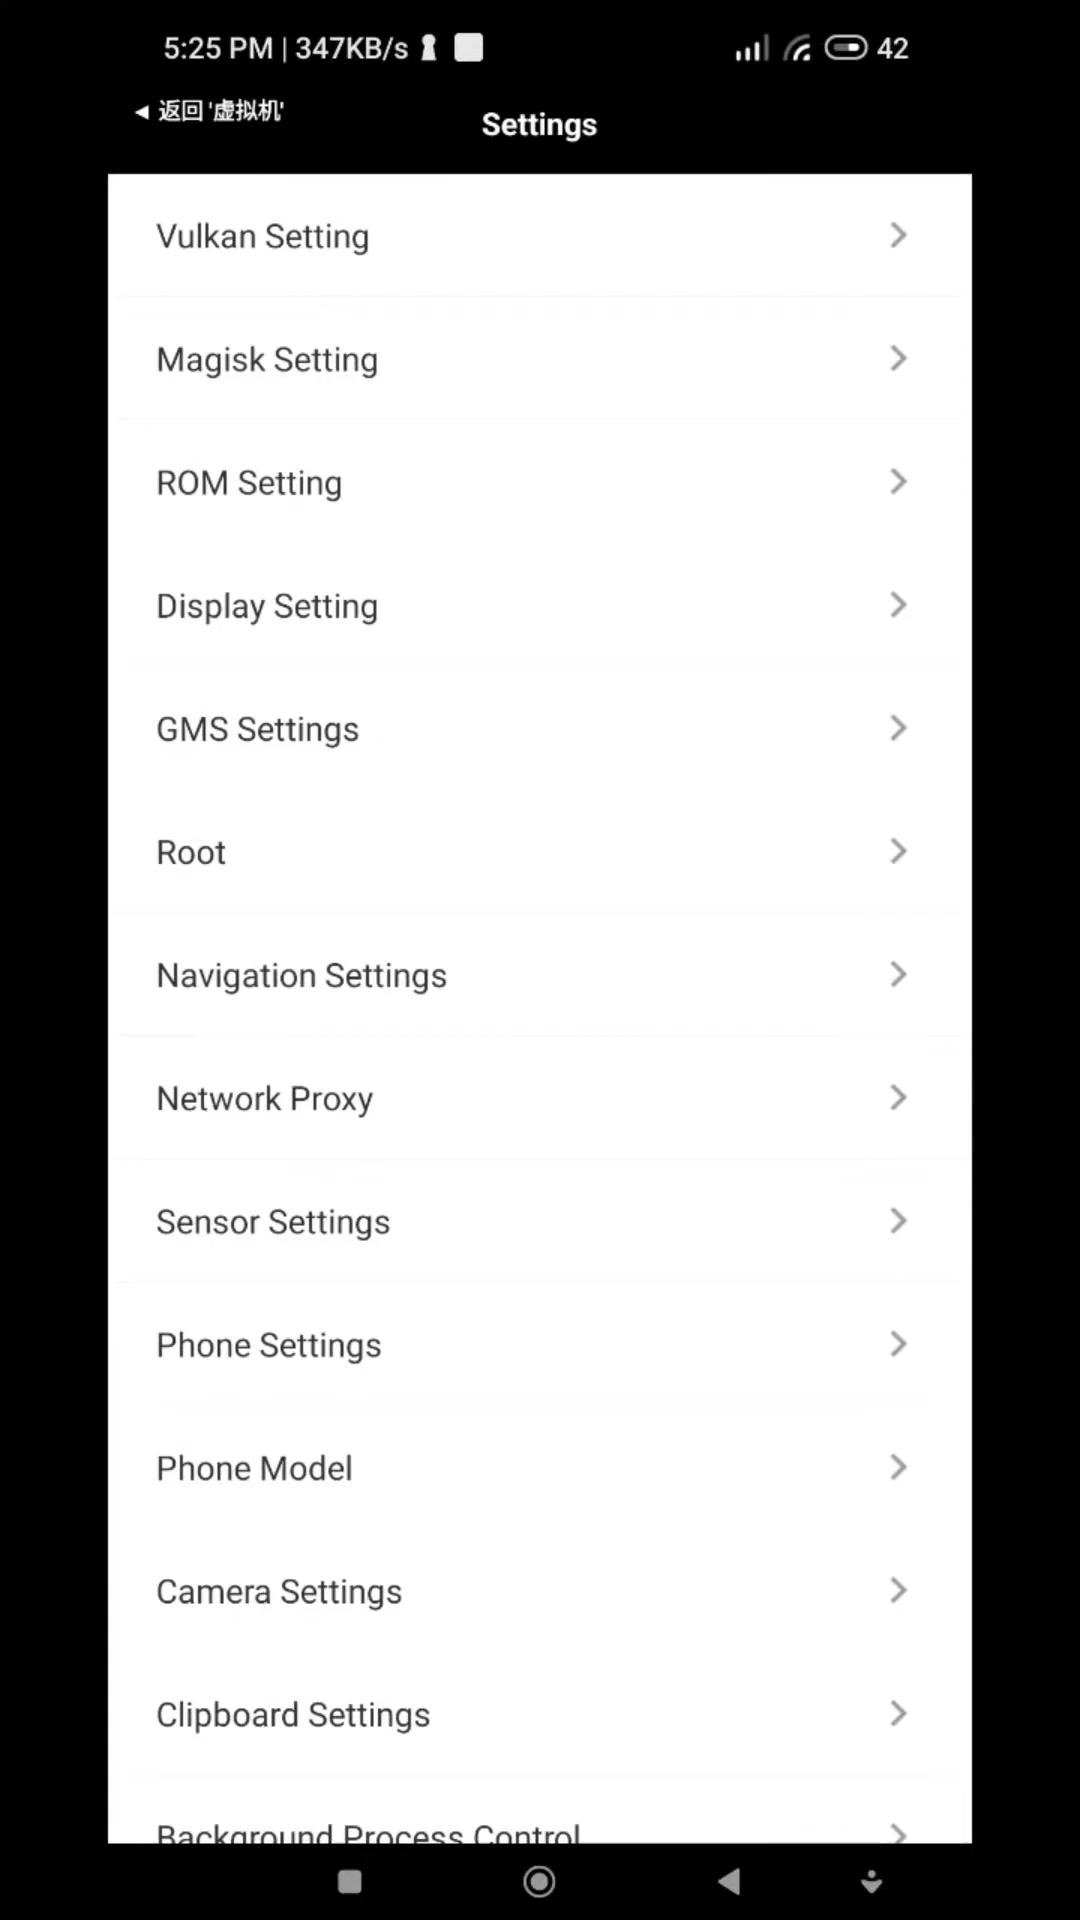 5:25 PM | 347KB/s 42
返回 '虚拟机'
Settings
Vulkan Setting
Magisk Setting
ROM Setting
Display Setting
GMS Settings
Root
Navigation Settings
Network Proxy
Sensor Settings
Phone Settings
Phone Model
Camera Settings
Clipboard Settings
Background Process Control